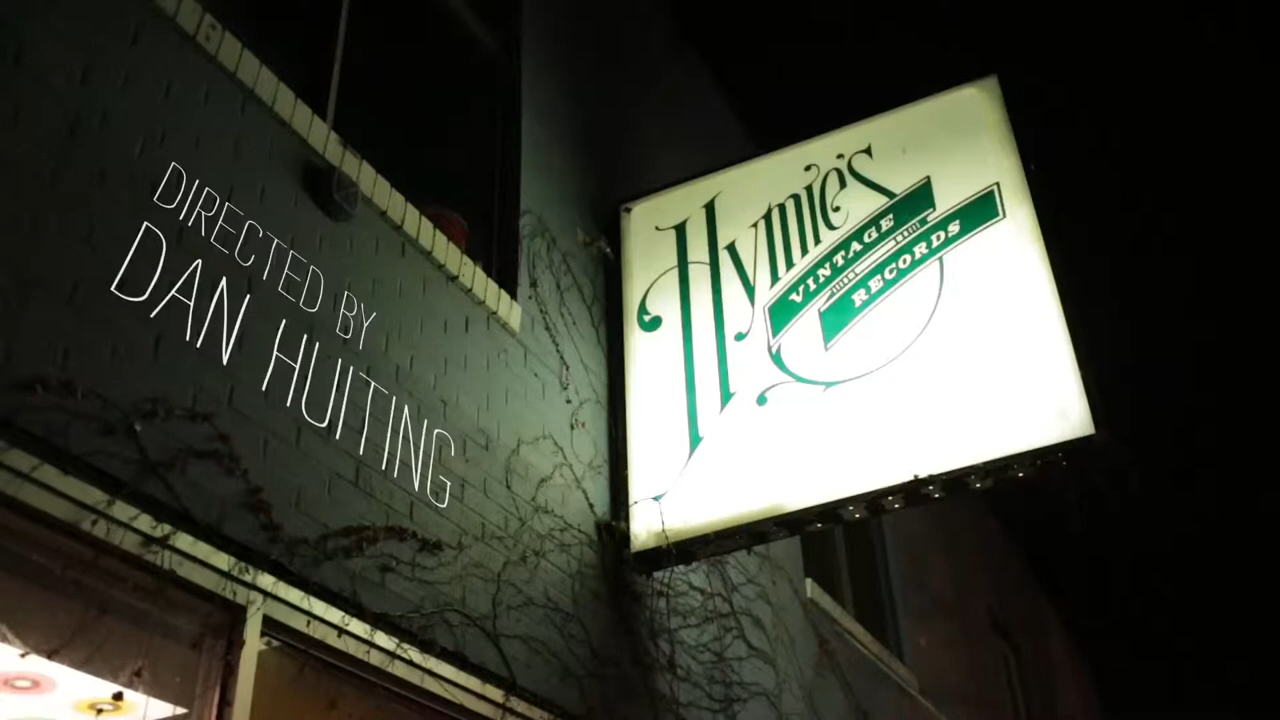 DIRECTED BY
DAN HUITING
Hymie's
VINTAGE
RECORDS